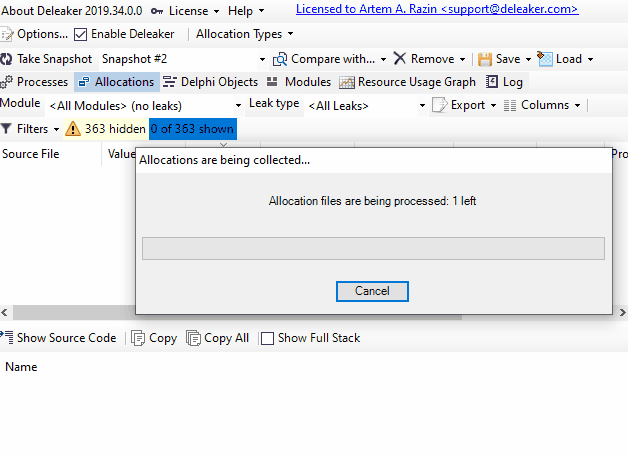 About Deleaker 2019.34.0.0 License Help Licensed to Artem A. Razin <support@deleaker.com>
Options... Enable Deleaker Allocation Types
Take Snapshot Snapshot #2 Compare with... Remove Save Load
Processes Allocations Delphi Objects Modules Resource Usage Graph Log
Module <All Modules> (no leaks) Leak type <All Leaks> Export Columns
Filters 363 hidden 0 of 363 shown
Source File Value Pro
Allocations are being collected...
Allocation files are being processed: 1 left
Cancel
Show Source Code Copy Copy All Show Full Stack
Name